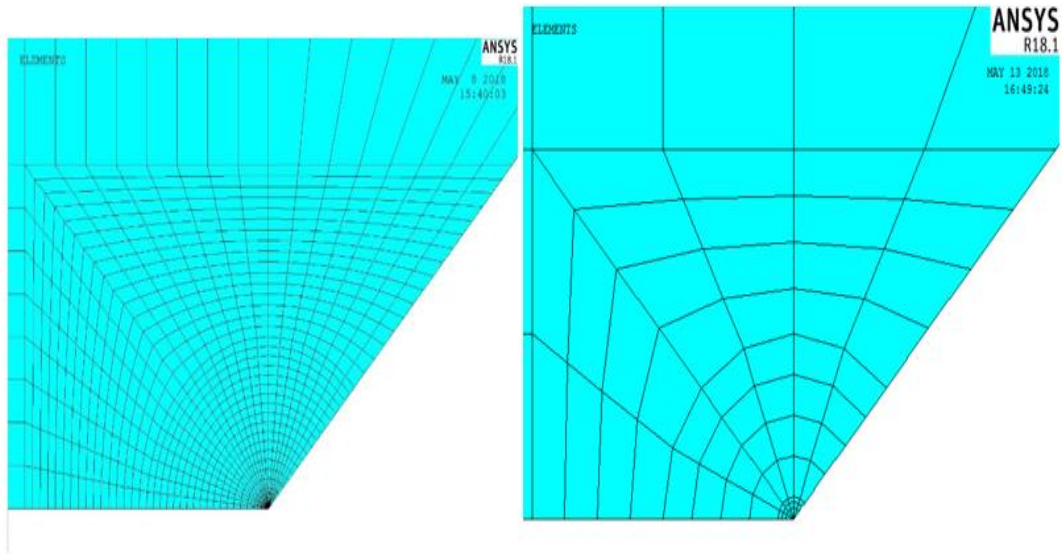 ELEMENTS
ANSYS
R18.1
MAY 8 2018
15:40:03
ELEMENTS
ANSYS
R18.1
MAY 13 2018
16:49:24